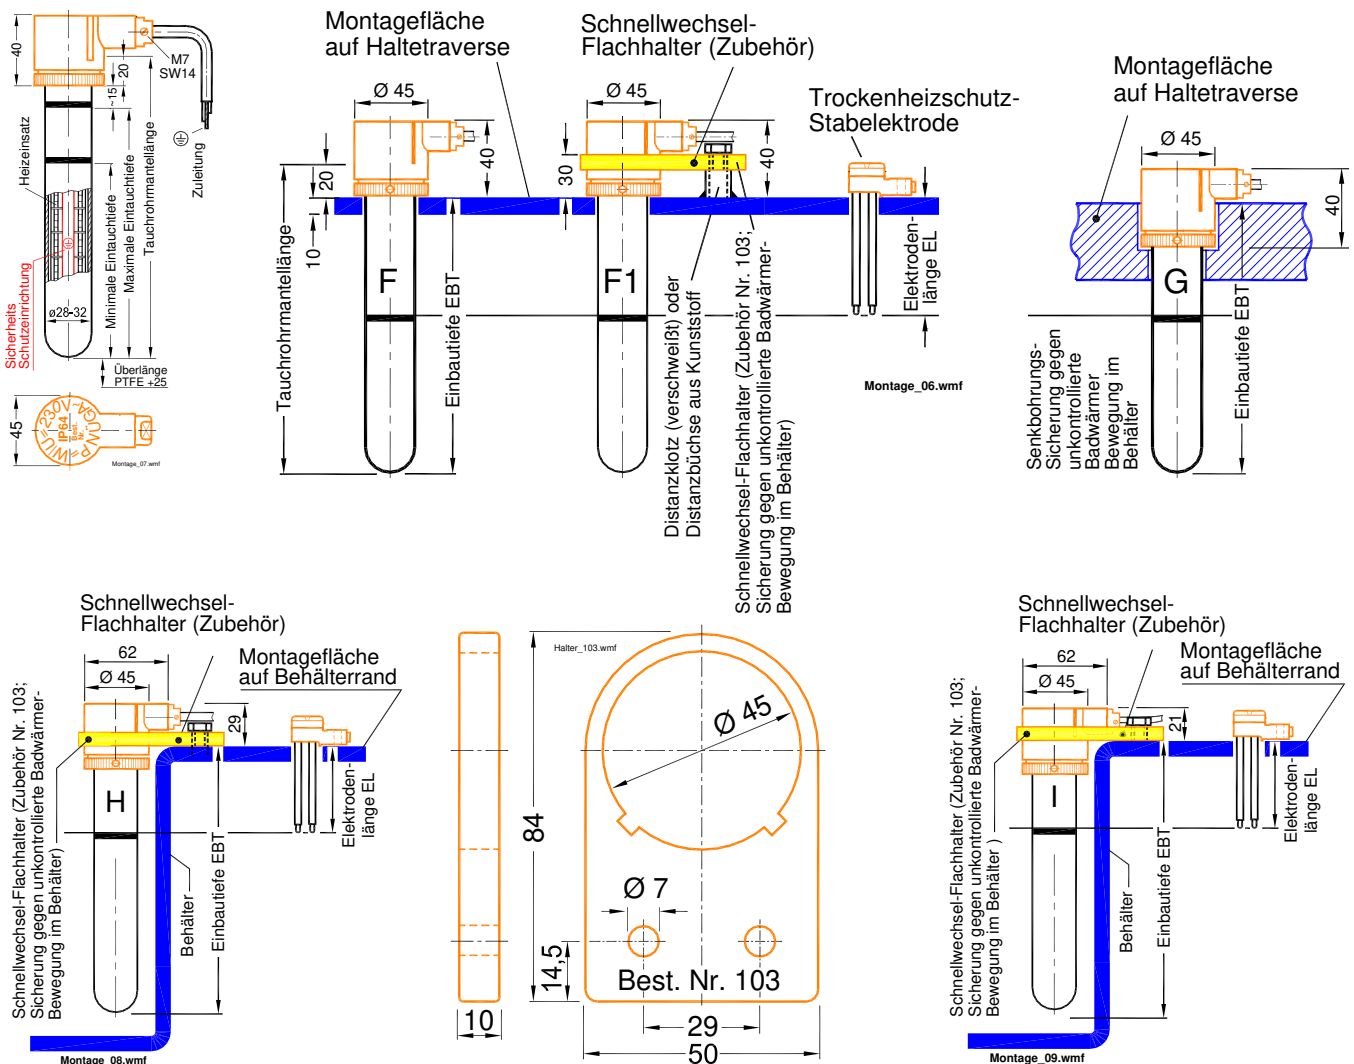 40
M7
SW14
20
~15
Heizeinsatz
Minimale Eintauchtiefe
Maximale Eintauchtiefe
Tauchrohrmantellänge
Zuleitung
ø28-32
Sicherheits
Schutzeinrichtung
Überlänge
PTFE +25
45
IP64
Best.
Nr.
Montage_07.wmf
Montagefläche
auf Haltetraverse
Schnellwechsel-
Flachhalter (Zubehör)
Ø 45
40
20
10
Ø 45
30
40
Trockenheizschutz-
Stabelektrode
F
F1
Tauchrohrmantellänge
Einbautiefe EBT
Distanzklotz (verschweißt) oder
Distanzbüchse aus Kunststoff
Schnellwechsel-Flachhalter (Zubehör Nr. 103;
Sicherung gegen unkontrollierte Badwärmer-
Bewegung im Behälter)
Elektroden-
länge EL
Montage_06.wmf
Montagefläche
auf Haltetraverse
Ø 45
40
G
Senkbohrungs-
Sicherung gegen
unkontrollierte
Badwärmer
Bewegung im
Behälter
Einbautiefe EBT
Schnellwechsel-
Flachhalter (Zubehör)
62
Ø 45
Montagefläche
auf Behälterrand
29
H
Schnellwechsel-Flachhalter (Zubehör Nr. 103;
Sicherung gegen unkontrollierte Badwärmer-
Bewegung im Behälter)
Behälter
Einbautiefe EBT
Elektroden-
länge EL
Montage_08.wmf
Halter_103.wmf
Ø 45
84
Ø 7
14,5
Best. Nr. 103
10
29
50
Schnellwechsel-
Flachhalter (Zubehör)
62
Ø 45
Montagefläche
auf Behälterrand
21
I
Schnellwechsel-Flachhalter (Zubehör Nr. 103;
Sicherung gegen unkontrollierte Badwärmer-
Bewegung im Behälter )
Behälter
Einbautiefe EBT
Elektroden-
länge EL
Montage_09.wmf